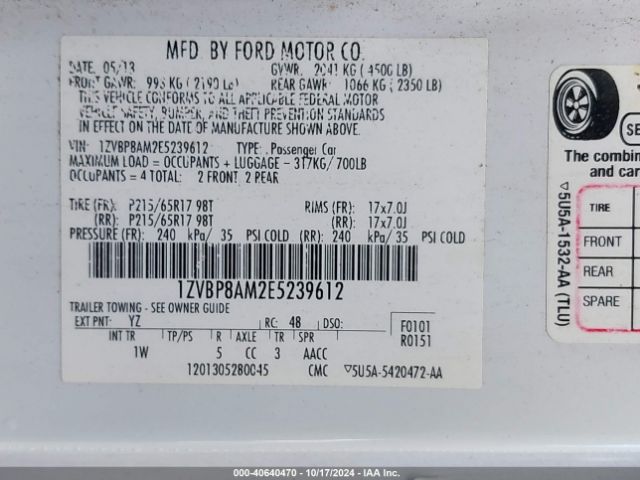 MFD. BY FORD MOTOR CO.
DATE 05/13 GVWR: 2041 KG (4500 LB)
FRONT GAWR: 993 KG (2190 LB) REAR GAWR: 1066 KG (2350 LB)
THIS VEHICLE CONFORMS TO ALL APPLICABLE FEDERAL MOTOR
VEHICLE SAFETY, BUMPER, AND THEFT PREVENTION STANDARDS
IN EFFECT ON THE DATE OF MANUFACTURE SHOWN ABOVE.
VIN: 1ZVBP8AM2E5239612 TYPE: Passenger Car
MAXIMUM LOAD = OCCUPANTS + LUGGAGE - 317KG/ 700LB
OCCUPANTS = 4 TOTAL: 2 FRONT, 2 REAR
TIRE (FR): P215/65R17 98T RIMS (FR): 17x7.0J
(RR): P215/65R17 98T (RR): 17x7.0J
PRESSURE (FR): 240 kPa/ 35 PSI COLD (RR): 240 kPa/ 35 PSI COLD
1ZVBP8AM2E5239612
TRAILER TOWING - SEE OWNER GUIDE
EXT PNT: YZ RC: 48 DSO:
INT TR TP/PS R AXLE TR SPR
1W 5 CC 3 AACC
F0101
R0151
1201305280045 CMC ▽5U5A-5420472-AA
▽5U5A-1532-AA (TLU)
The combin
and car
TIRE
FRONT
REAR
SPARE
000-40640470 - 10/17/2024 - IAA Inc.